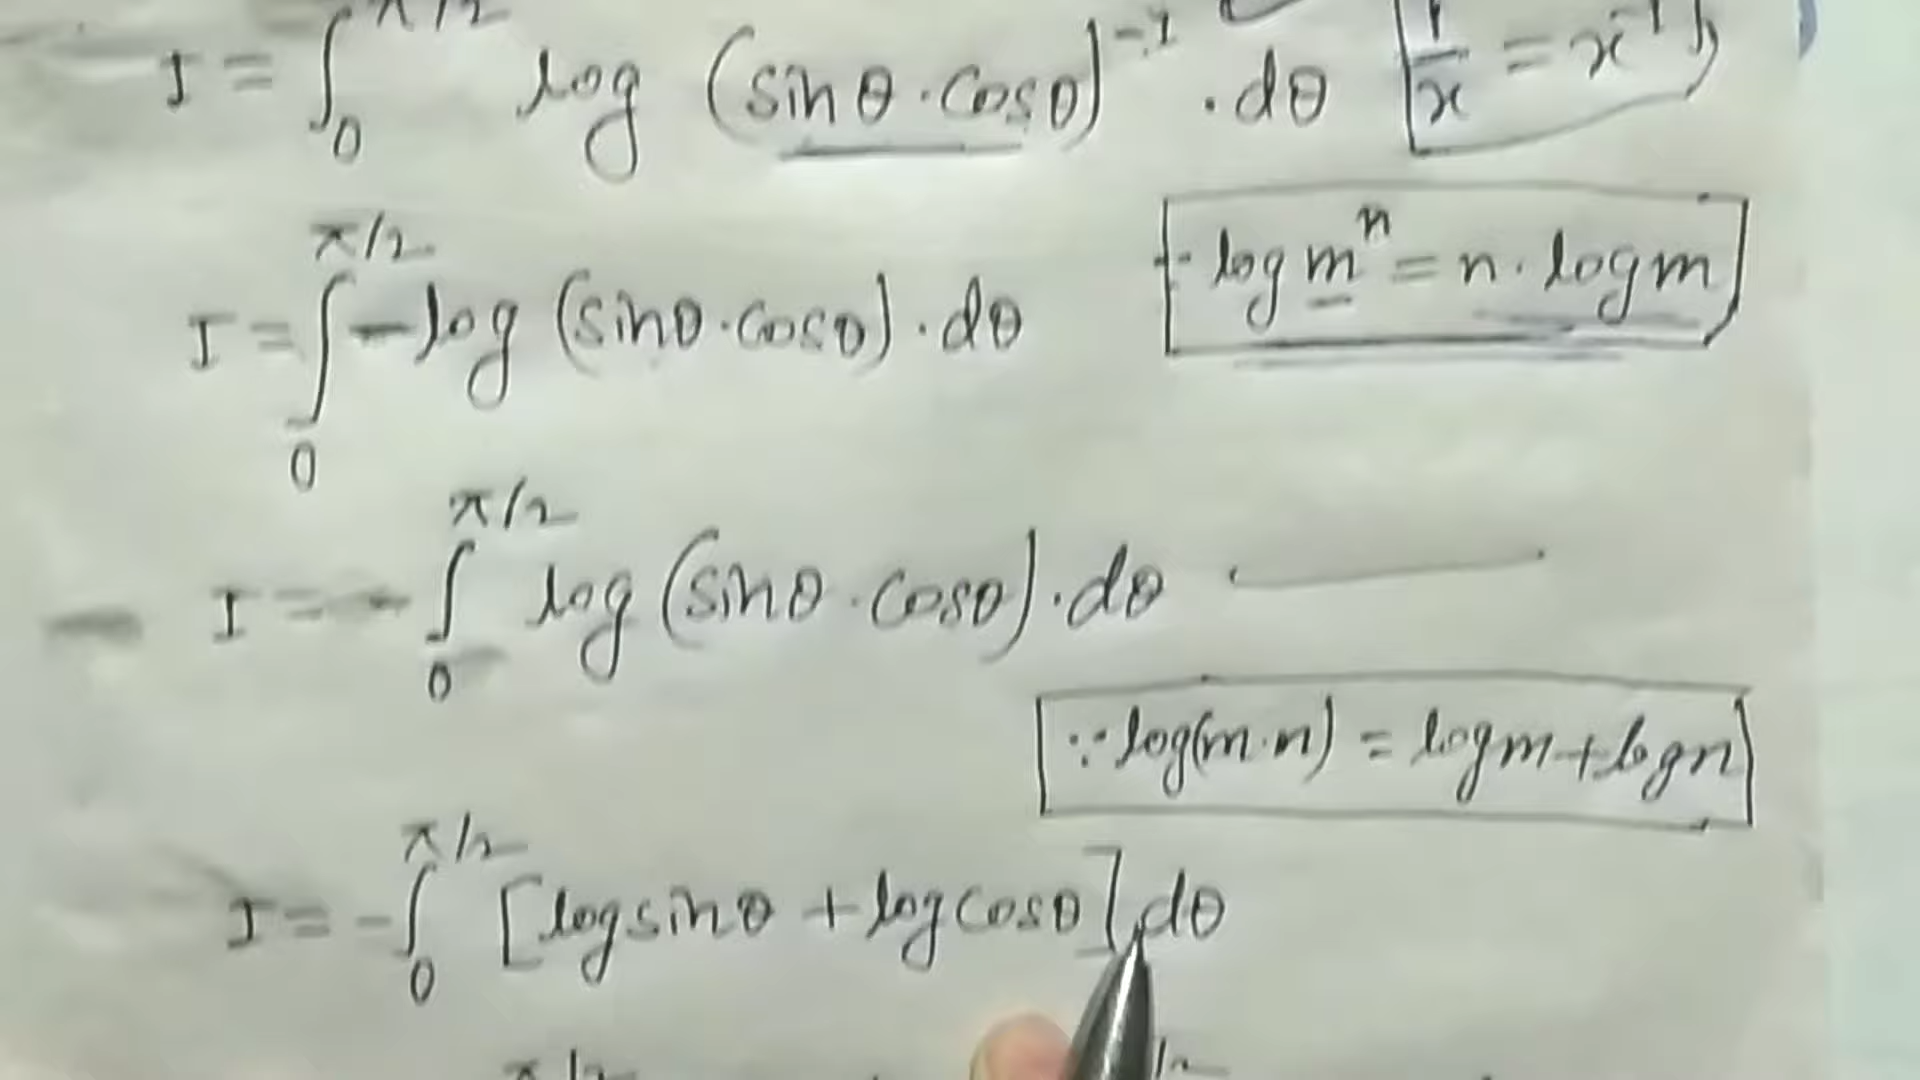 I = ∫₀^π/2 log (sinθ·cosθ)⁻¹ · dθ [1/x = x⁻¹]
I = ∫₀^π/2 -log (sinθ·cosθ) · dθ
∵ log mⁿ = n · log m
I = - ∫₀^π/2 log (sinθ·cosθ) · dθ
∵ log(m·n) = log m + log n
I = - ∫₀^π/2 [log sinθ + log cosθ] dθ
π/2